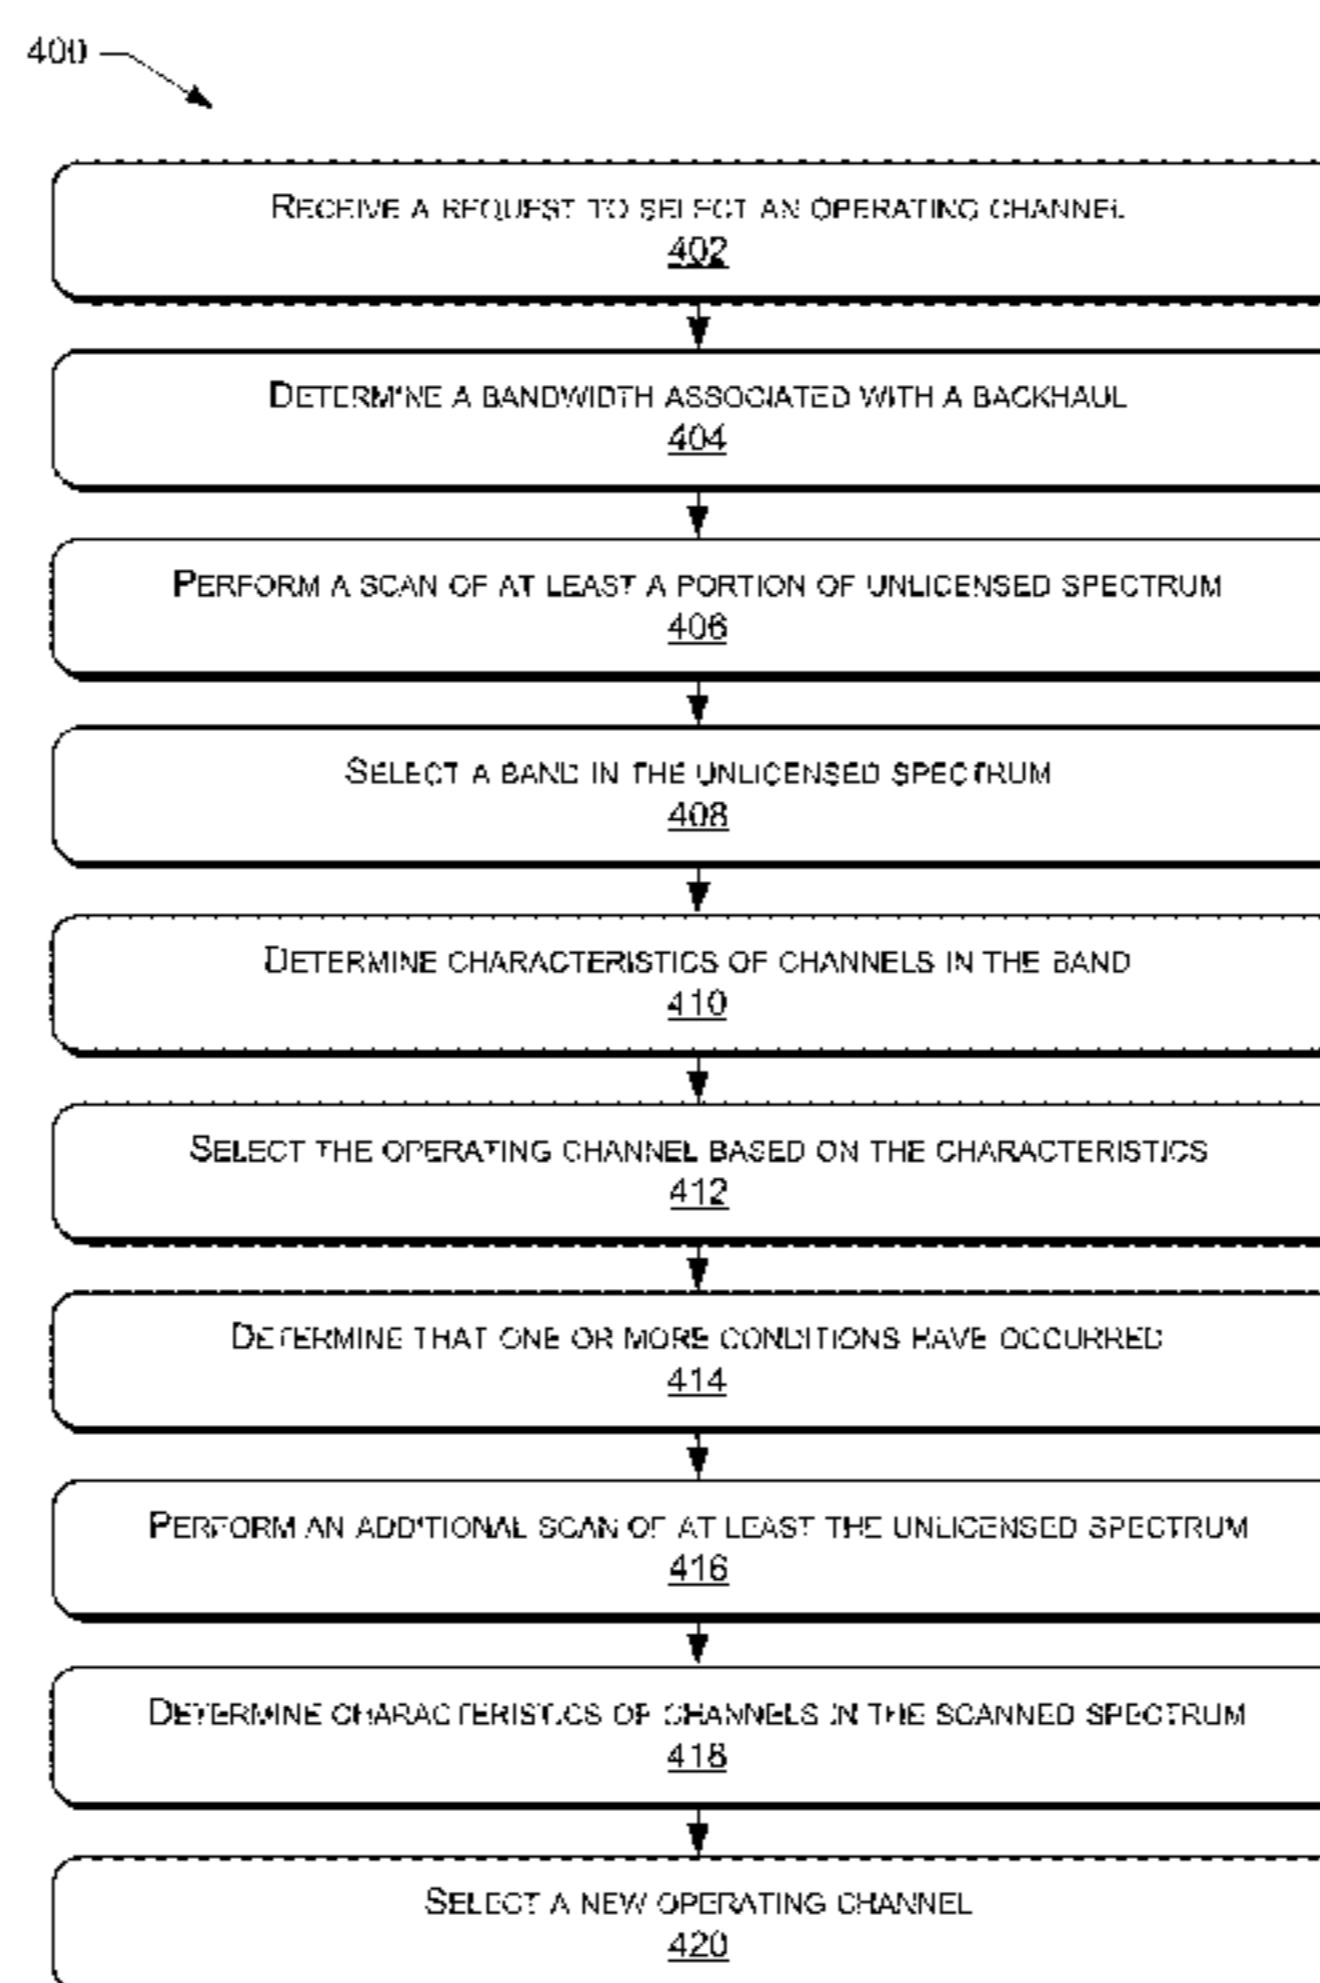 400
RECEIVE A REQUEST TO SELECT AN OPERATING CHANNEL
402
DETERMINE A BANDWIDTH ASSOCIATED WITH A BACKHAUL
404
PERFORM A SCAN OF AT LEAST A PORTION OF UNLICENSED SPECTRUM
406
SELECT A BAND IN THE UNLICENSED SPECTRUM
408
DETERMINE CHARACTERISTICS OF CHANNELS IN THE BAND
410
SELECT THE OPERATING CHANNEL BASED ON THE CHARACTERISTICS
412
DETERMINE THAT ONE OR MORE CONDITIONS HAVE OCCURRED
414
PERFORM AN ADDITIONAL SCAN OF AT LEAST THE UNLICENSED SPECTRUM
416
DETERMINE CHARACTERISTICS OF CHANNELS IN THE SCANNED SPECTRUM
418
SELECT A NEW OPERATING CHANNEL
420